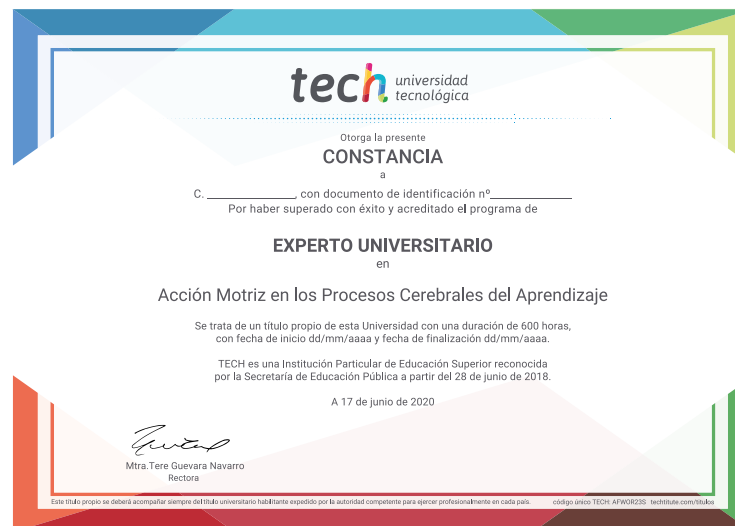 tech universidad
tecnológica
Otorga la presente
CONSTANCIA
a
C. ________________, con documento de identificación nº______________
Por haber superado con éxito y acreditado el programa de
EXPERTO UNIVERSITARIO
en
Acción Motriz en los Procesos Cerebrales del Aprendizaje
Se trata de un título propio de esta Universidad con una duración de 600 horas,
con fecha de inicio dd/mm/aaaa y fecha de finalización dd/mm/aaaa.
TECH es una Institución Particular de Educación Superior reconocida
por la Secretaría de Educación Pública a partir del 28 de junio de 2018.
A 17 de junio de 2020
Mtra.Tere Guevara Navarro
Rectora
Este título propio se deberá acompañar siempre del título universitario habilitante expedido por la autoridad competente para ejercer profesionalmente en cada país. código único TECH: AFWOR23S techtitute.com/titulos